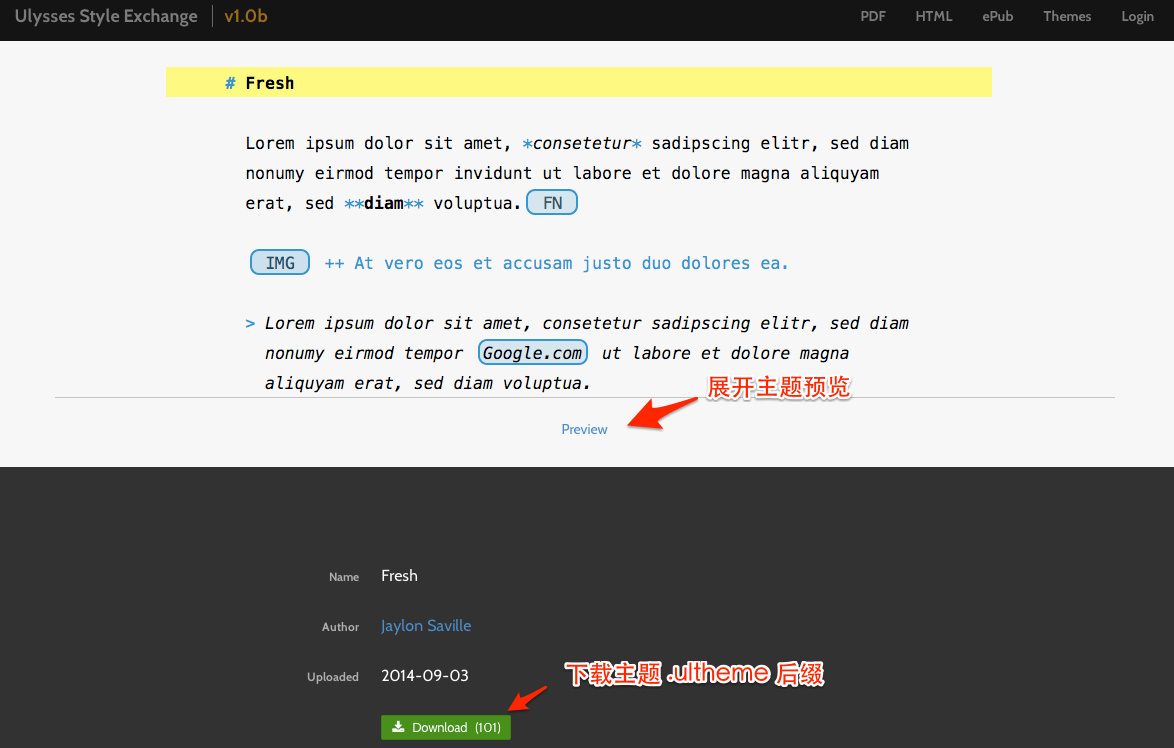 Ulysses Style Exchange v1.0b PDF HTML ePub Themes Login
# Fresh
Lorem ipsum dolor sit amet, *consetetur* sadipscing elitr, sed diam
nonumy eirmod tempor invidunt ut labore et dolore magna aliquyam
erat, sed **diam** voluptua. FN
IMG ++ At vero eos et accusam justo duo dolores ea.
> Lorem ipsum dolor sit amet, consetetur sadipscing elitr, sed diam
nonumy eirmod tempor Google.com ut labore et dolore magna
aliquyam erat, sed diam voluptua.
展开主题预览
Preview
Name Fresh
Author Jaylon Saville
Uploaded 2014-09-03
下载主题 .ultheme 后缀
Download (101)